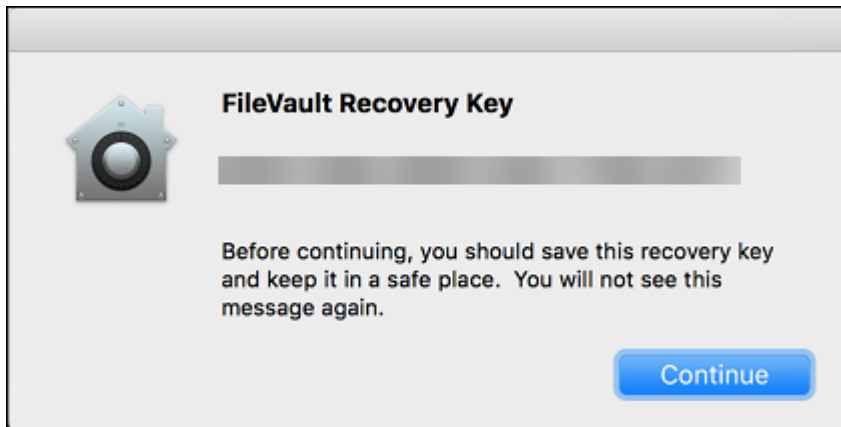 FileVault Recovery Key
Before continuing, you should save this recovery key
and keep it in a safe place. You will not see this
message again.
Continue